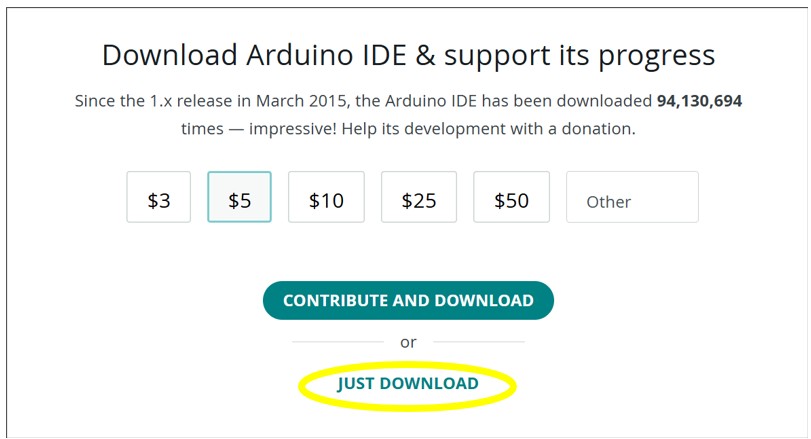 Download Arduino IDE & support its progress
Since the 1.x release in March 2015, the Arduino IDE has been downloaded 94,130,694
times — impressive! Help its development with a donation.
$3 $5 $10 $25 $50 Other
CONTRIBUTE AND DOWNLOAD
or
JUST DOWNLOAD